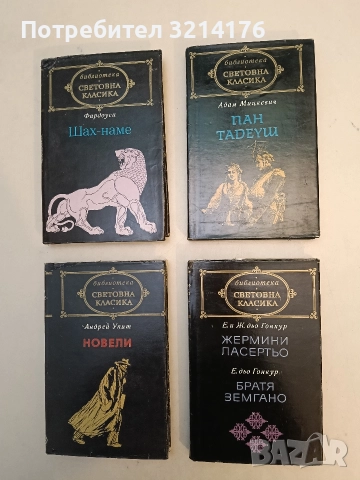 Потребител 3214176
библиотека
СВЕТОВНА
КЛАСИКА
Фирдоуси
Шах-наме
библиотека
СВЕТОВНА
КЛАСИКА
Адам Мицкевич
ПАН
ТАДЕУШ
библиотека
СВЕТОВНА
КЛАСИКА
Андрей Упит
НОВЕЛИ
библиотека
СВЕТОВНА
КЛАСИКА
Е. и Ж. дьо Гонкур
ЖЕРМИНИ
ЛАСЕРТЬО
Е. дьо Гонкур
БРАТЯ
ЗЕМГАНО
BAZAR